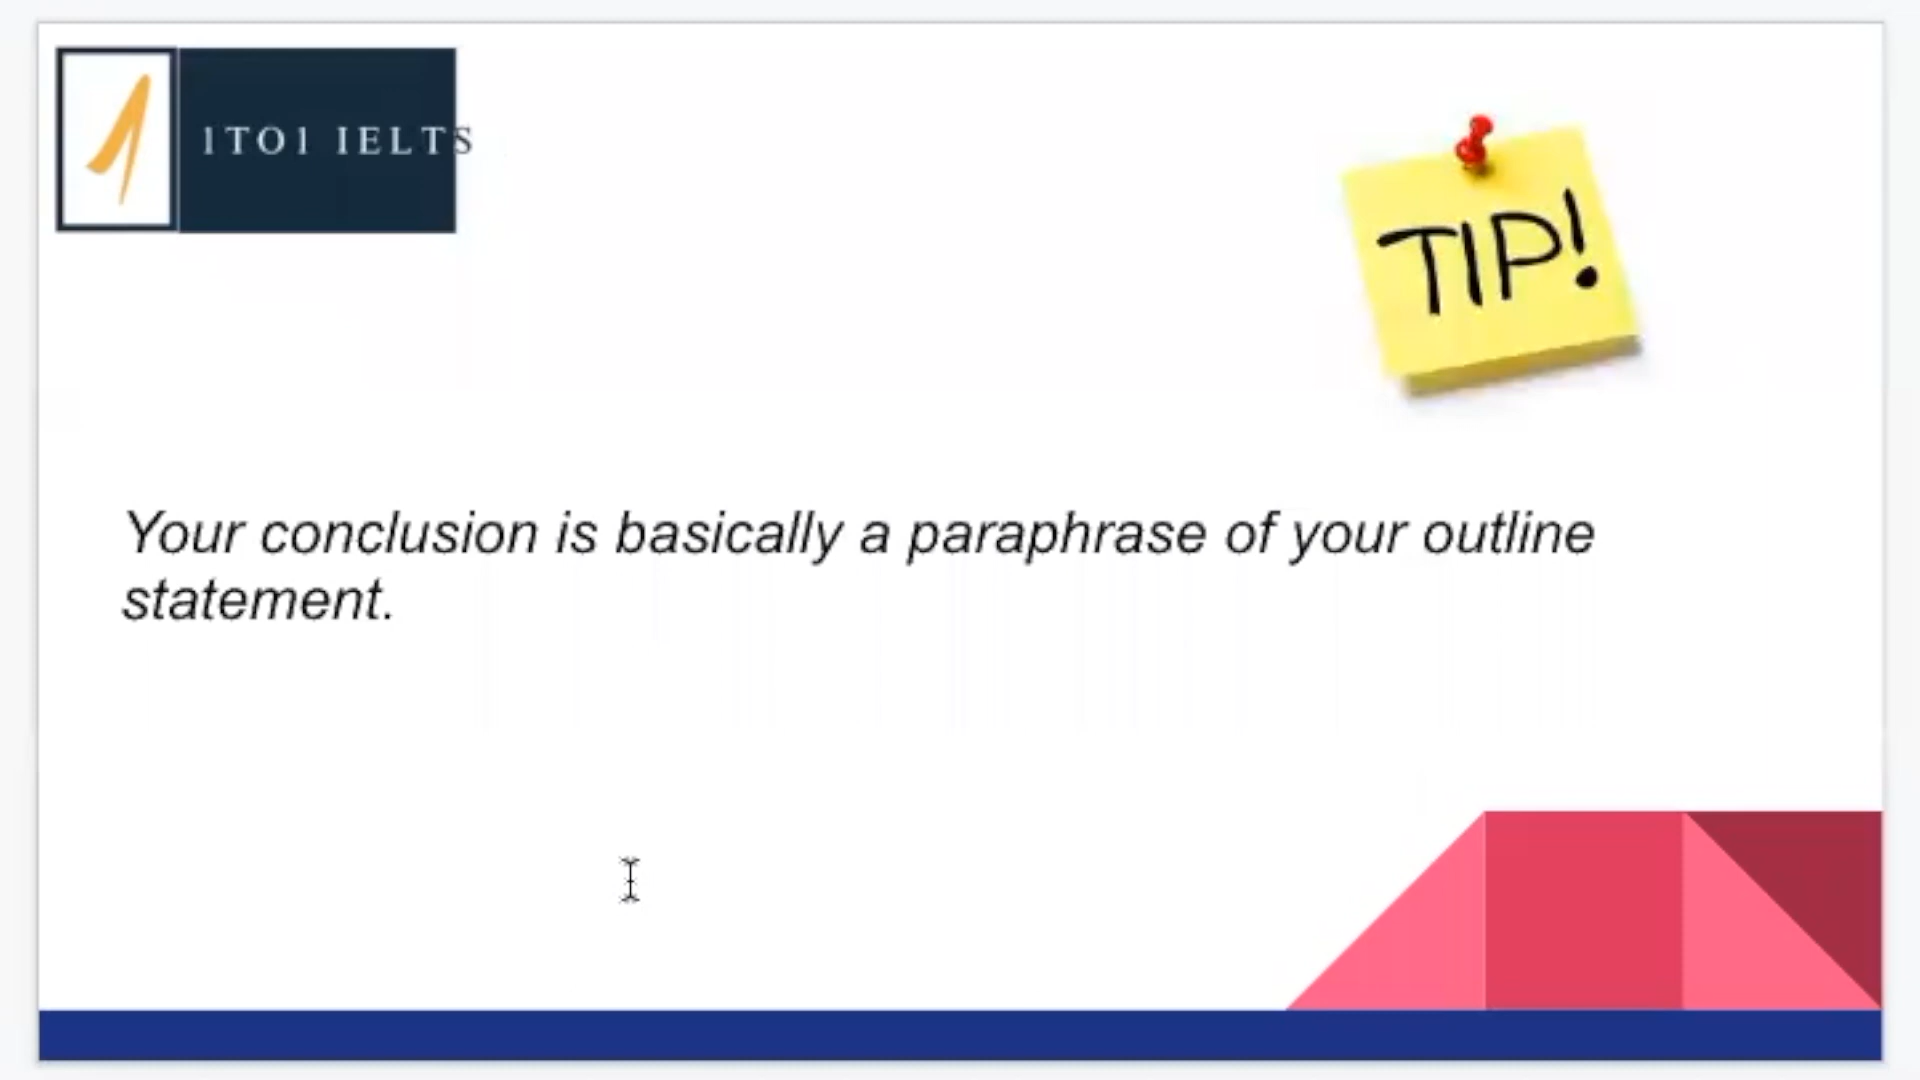 1TO1 IELTS
TIP!
Your conclusion is basically a paraphrase of your outline
statement.